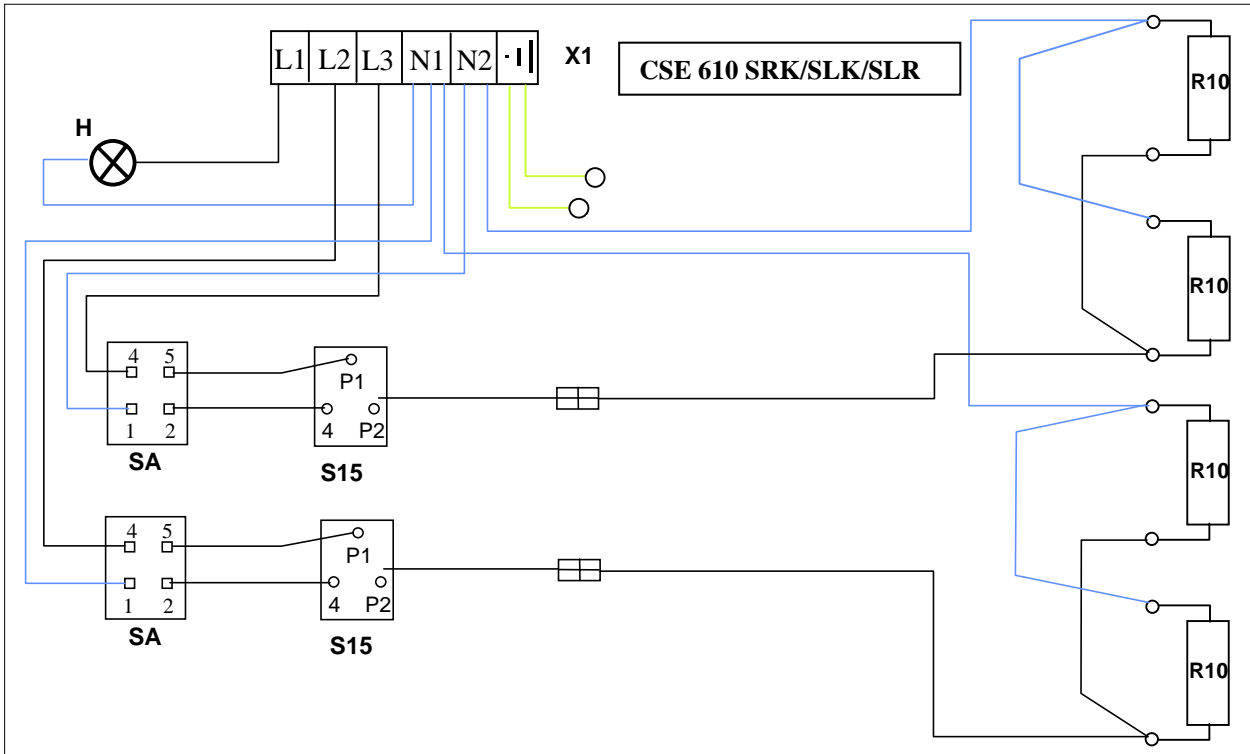 L1 L2 L3 N1 N2 X1
CSE 610 SRK/SLK/SLR
H
R10
R10
4 5
1 2
SA
P1
4 P2
S15
R10
4 5
1 2
SA
P1
4 P2
S15
R10